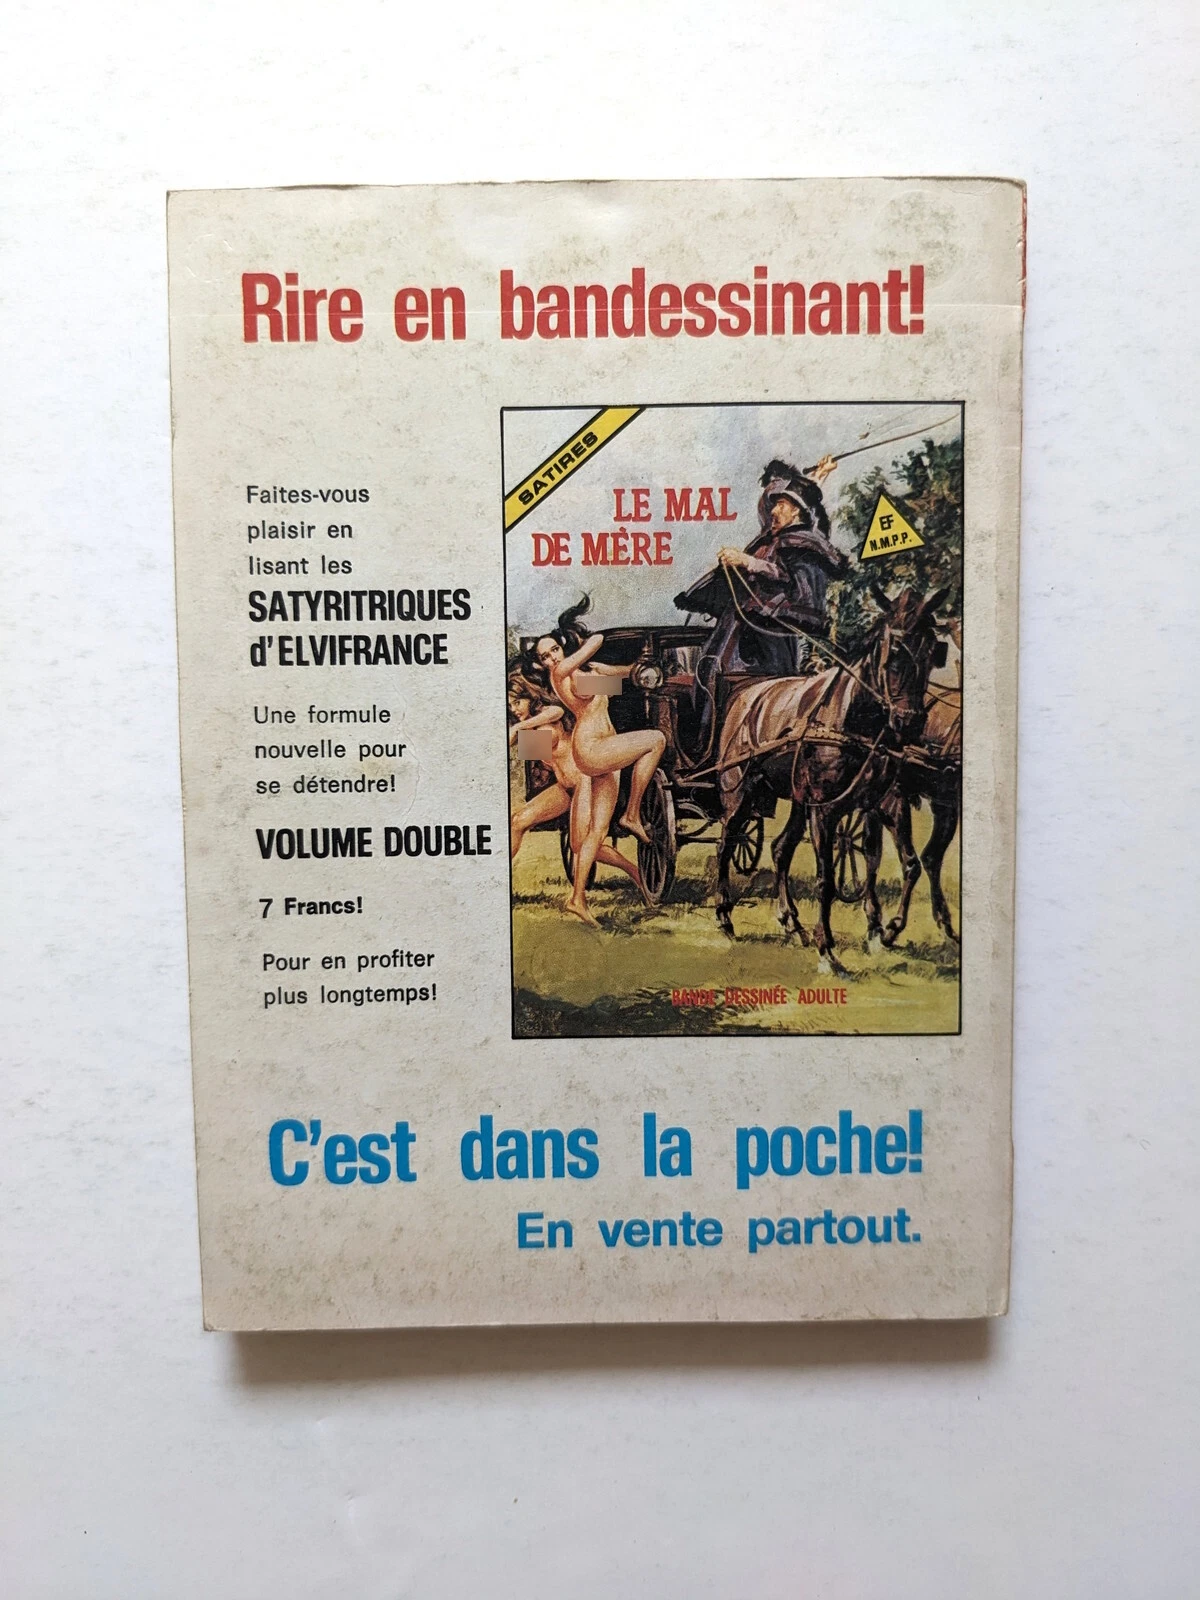 Rire en bandessinant!
Faites-vous
plaisir en
lisant les
SATYRITRIQUES
d'ELVIFRANCE
Une formule
nouvelle pour
se détendre!
VOLUME DOUBLE
7 Francs!
Pour en profiter
plus longtemps!
SATIRES
LE MAL
DE MÈRE
EF
N.M.P.P.
BANDE DESSINÉE ADULTE
C'est dans la poche!
En vente partout.